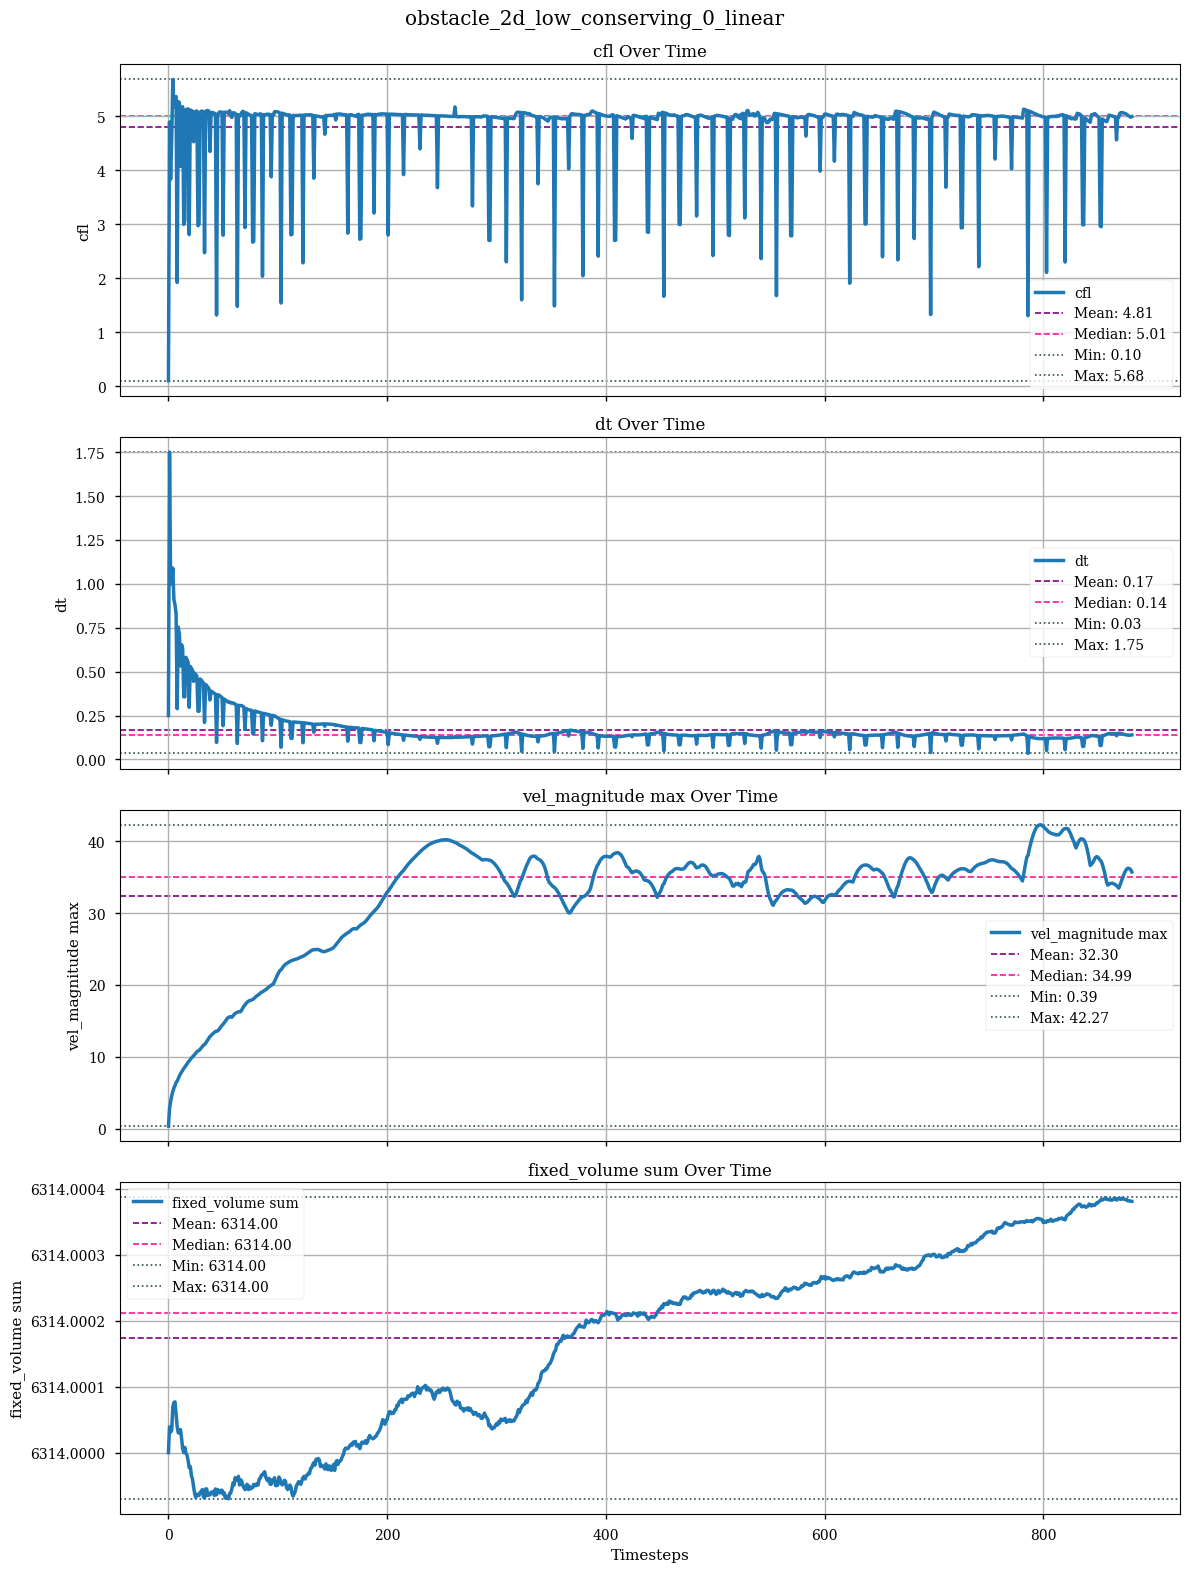 obstacle_2d_low_conserving_0_linear
cfl Over Time
5
4
3
2
1
0
cfl
cfl
Mean: 4.81
Median: 5.01
Min: 0.10
Max: 5.68
dt Over Time
1.75
1.50
1.25
1.00
0.75
0.50
0.25
0.00
dt
dt
Mean: 0.17
Median: 0.14
Min: 0.03
Max: 1.75
vel_magnitude max Over Time
40
30
20
10
0
vel_magnitude max
vel_magnitude max
Mean: 32.30
Median: 34.99
Min: 0.39
Max: 42.27
fixed_volume sum Over Time
6314.0004
6314.0003
6314.0002
6314.0001
6314.0000
fixed_volume sum
fixed_volume sum
Mean: 6314.00
Median: 6314.00
Min: 6314.00
Max: 6314.00
0 200 400 600 800
Timesteps